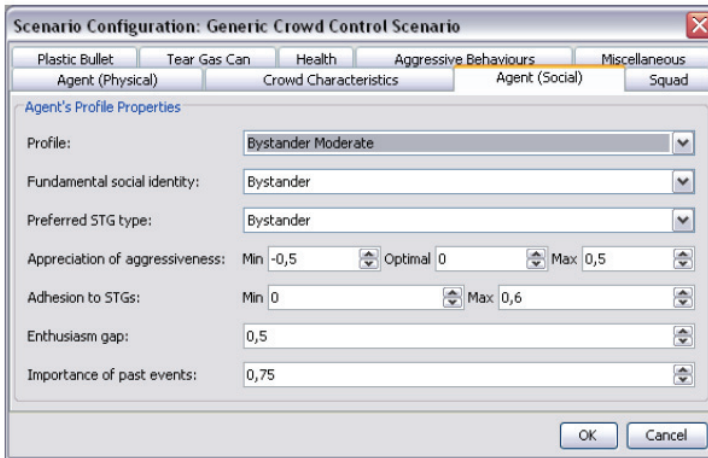 Scenario Configuration: Generic Crowd Control Scenario
Plastic Bullet Tear Gas Can Health Aggressive Behaviours Miscellaneous
Agent (Physical) Crowd Characteristics Agent (Social) Squad
Agent's Profile Properties
Profile: Bystander Moderate
Fundamental social identity: Bystander
Preferred STG type: Bystander
Appreciation of aggressiveness: Min -0,5 Optimal 0 Max 0,5
Adhesion to STGs: Min 0 Max 0,6
Enthusiasm gap: 0,5
Importance of past events: 0,75
OK Cancel